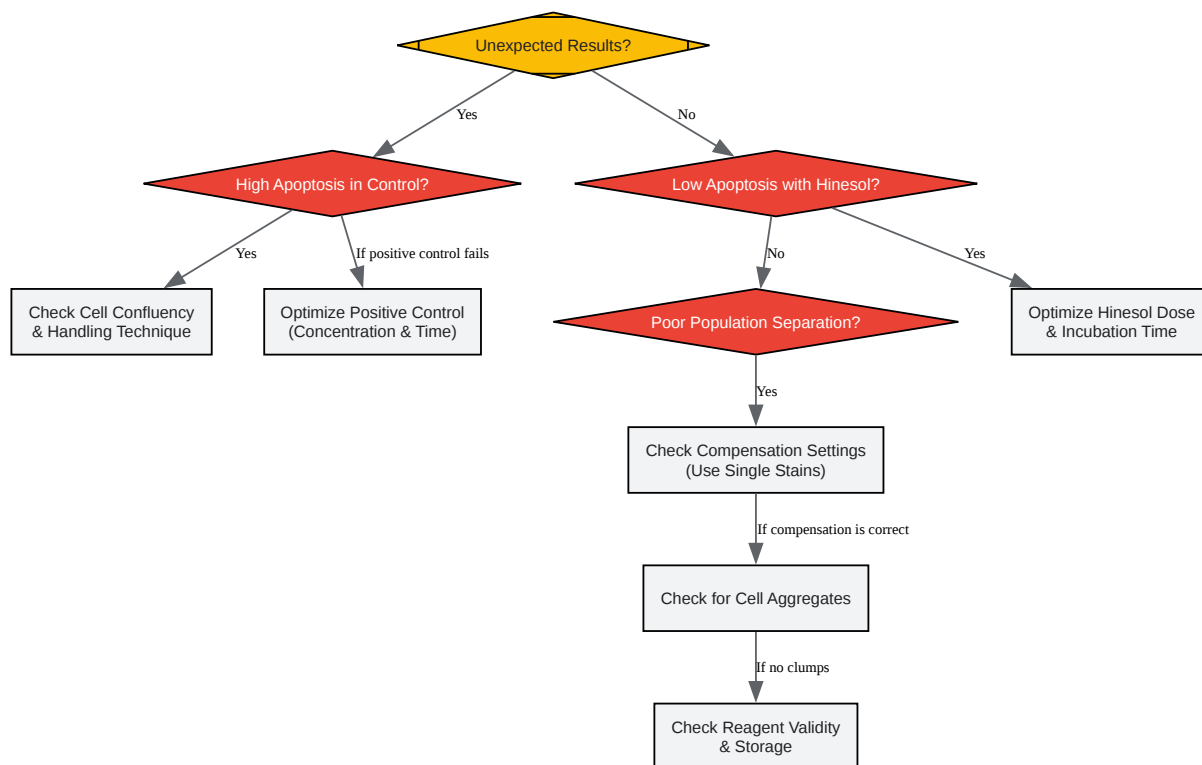 Unexpected Results?
Yes
No
High Apoptosis in Control?
Low Apoptosis with Hinesol?
Yes
If positive control fails
No
Yes
Check Cell Confluency
& Handling Technique
Optimize Positive Control
(Concentration & Time)
Poor Population Separation?
Optimize Hinesol Dose
& Incubation Time
Yes
Check Compensation Settings
(Use Single Stains)
If compensation is correct
Check for Cell Aggregates
If no clumps
Check Reagent Validity
& Storage